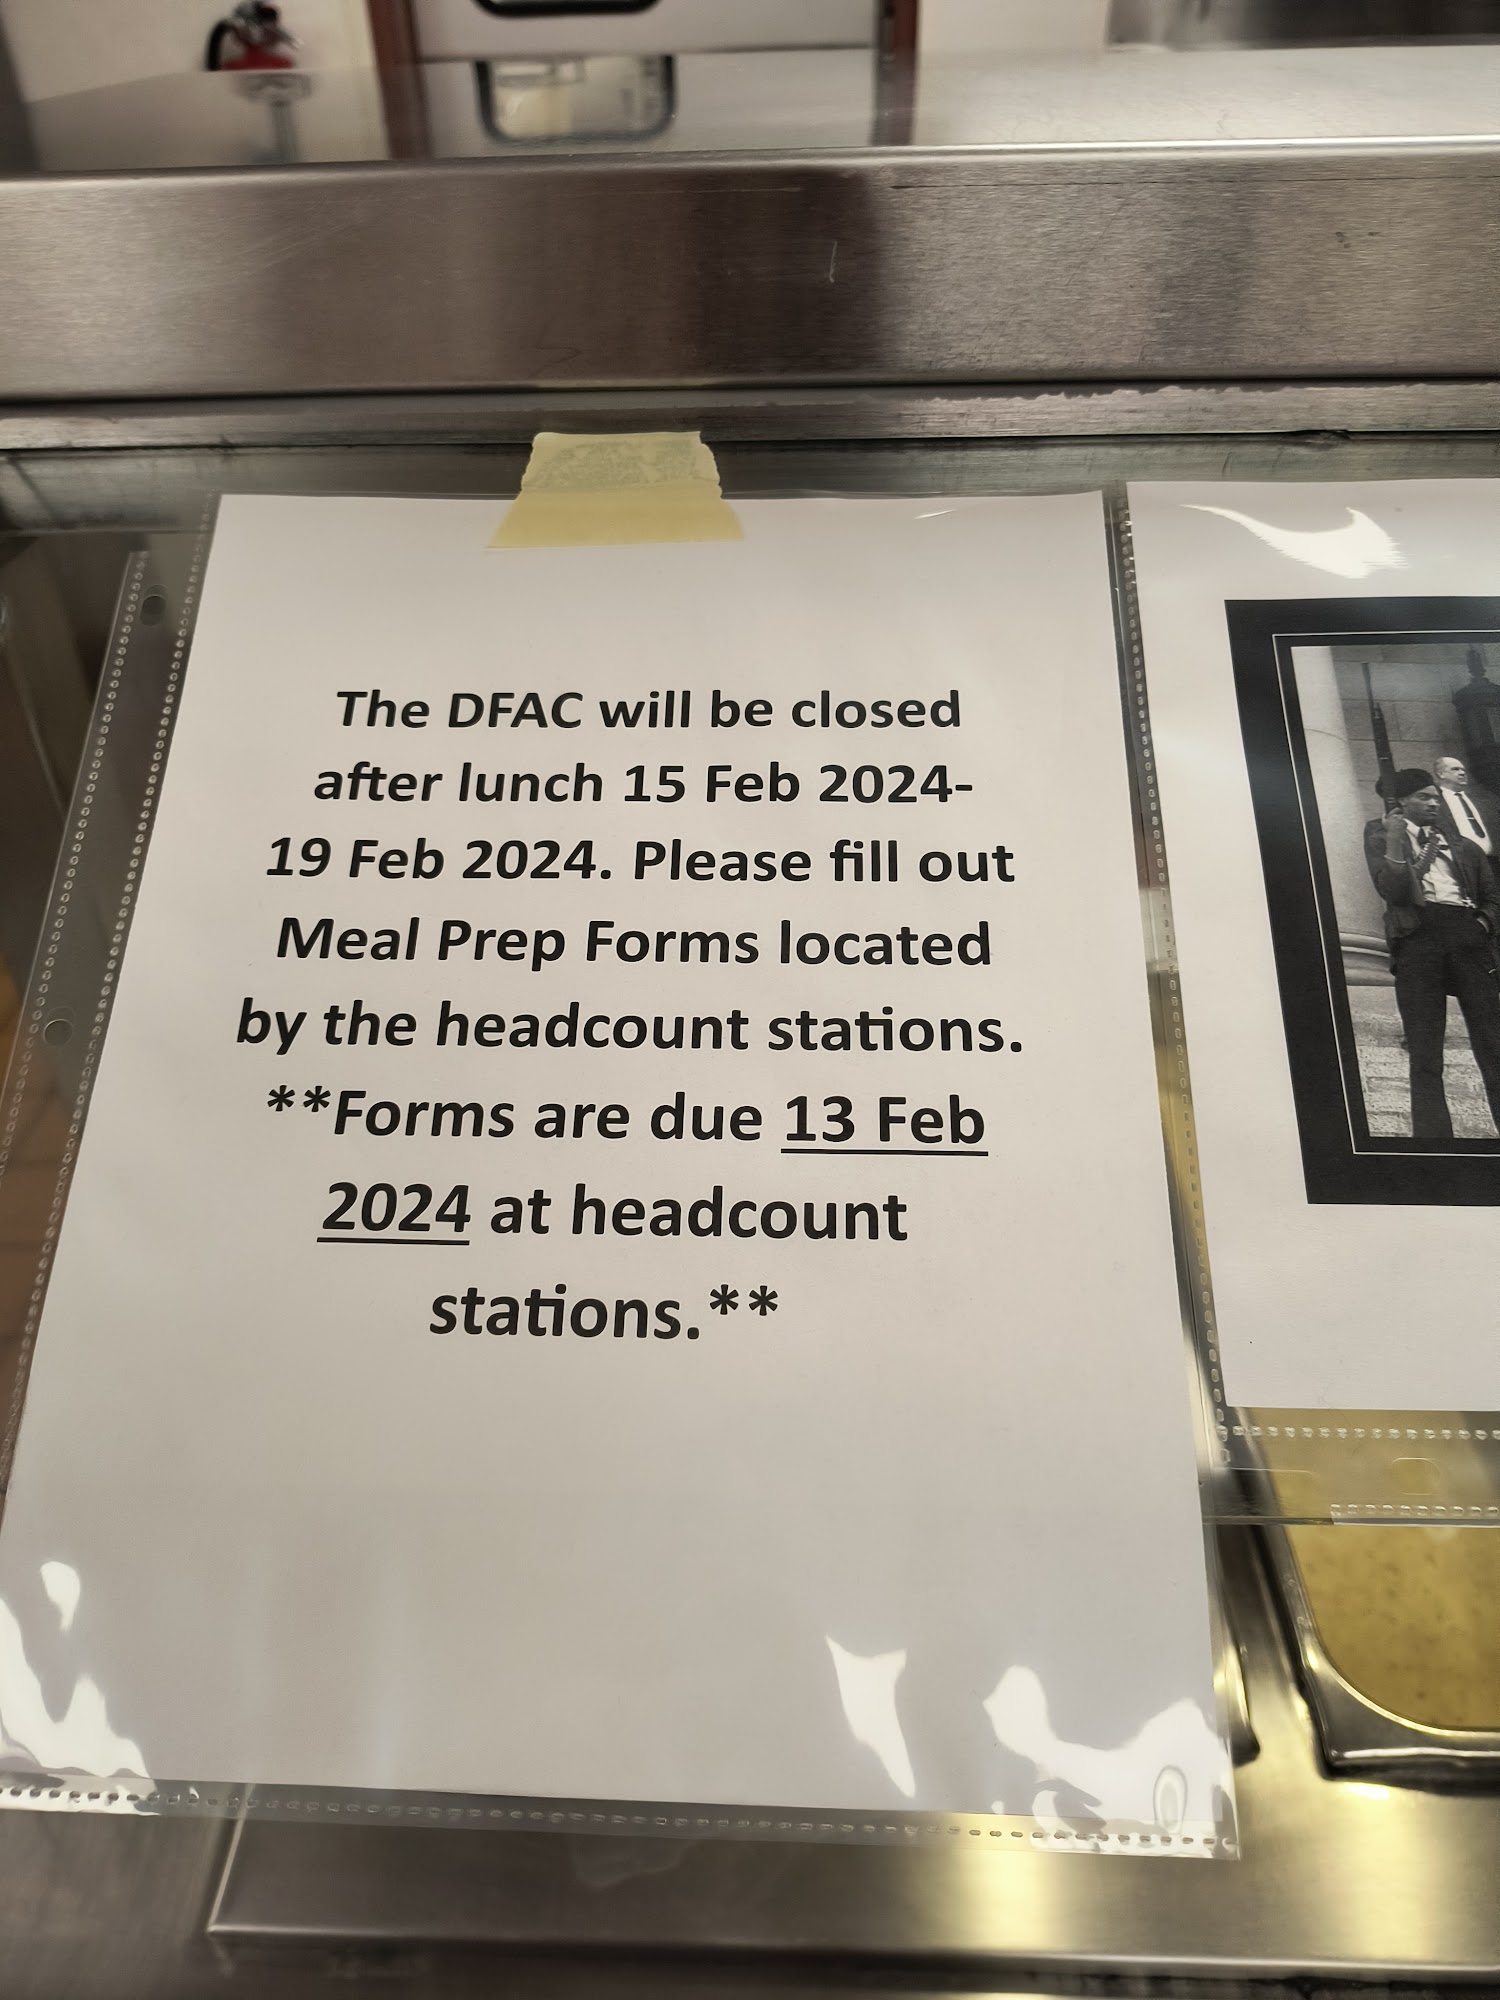 The DFAC will be closed
after lunch 15 Feb 2024-
19 Feb 2024. Please fill out
Meal Prep Forms located
by the headcount stations.
**Forms are due 13 Feb
2024 at headcount
stations.**